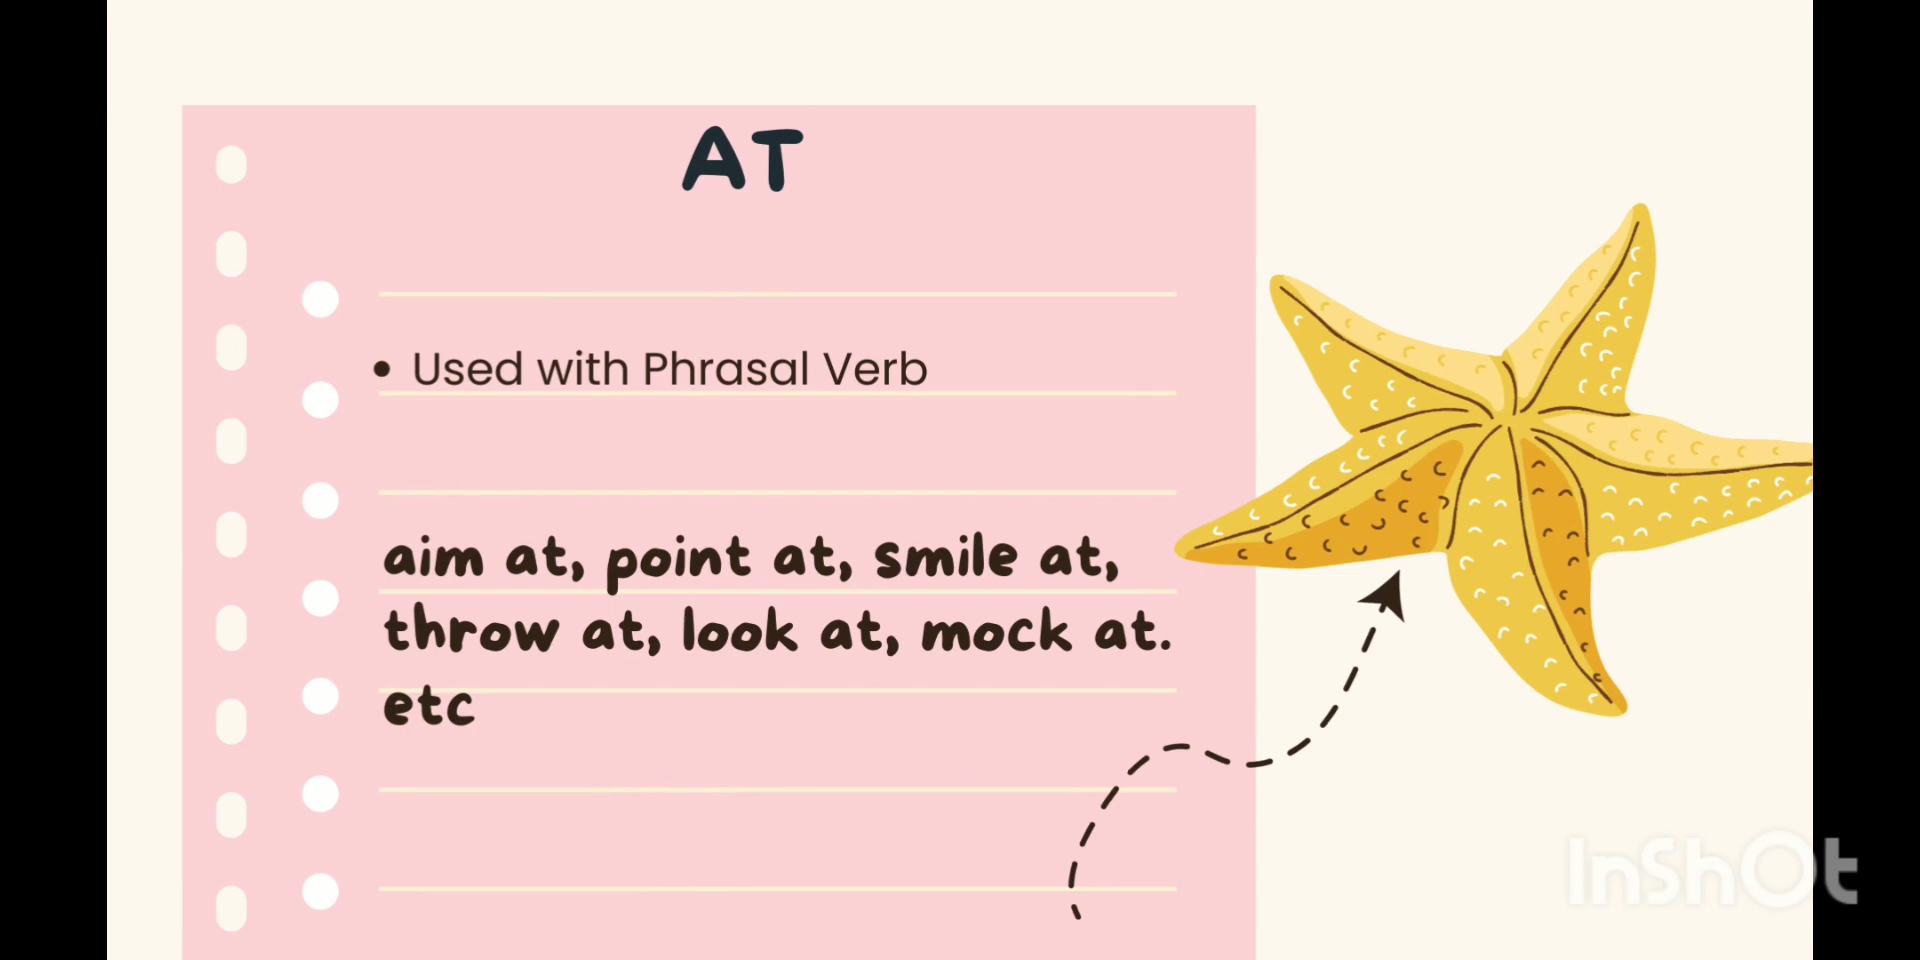 AT
• Used with Phrasal Verb
aim at, point at, smile at,
throw at, look at, mock at.
etc
InShOt